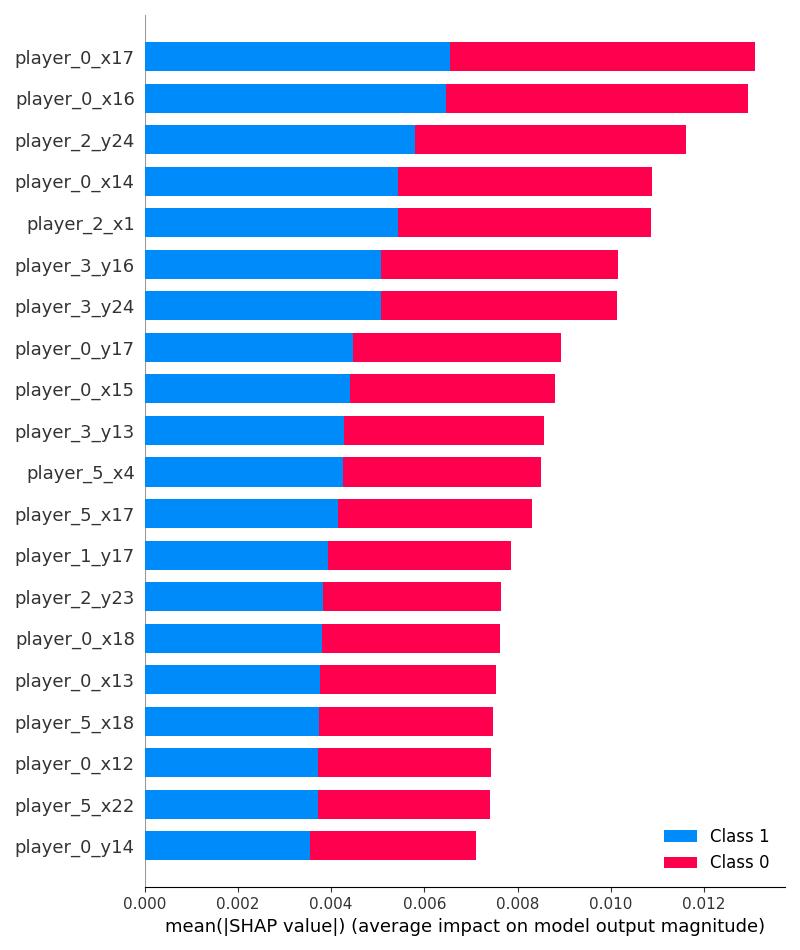 player_0_x17
player_0_x16
player_2_y24
player_0_x14
player_2_x1
player_3_y16
player_3_y24
player_0_y17
player_0_x15
player_3_y13
player_5_x4
player_5_x17
player_1_y17
player_2_y23
player_0_x18
player_0_x13
player_5_x18
player_0_x12
player_5_x22
player_0_y14
Class 1
Class 0
0.000 0.002 0.004 0.006 0.008 0.010 0.012
mean(|SHAP value|) (average impact on model output magnitude)